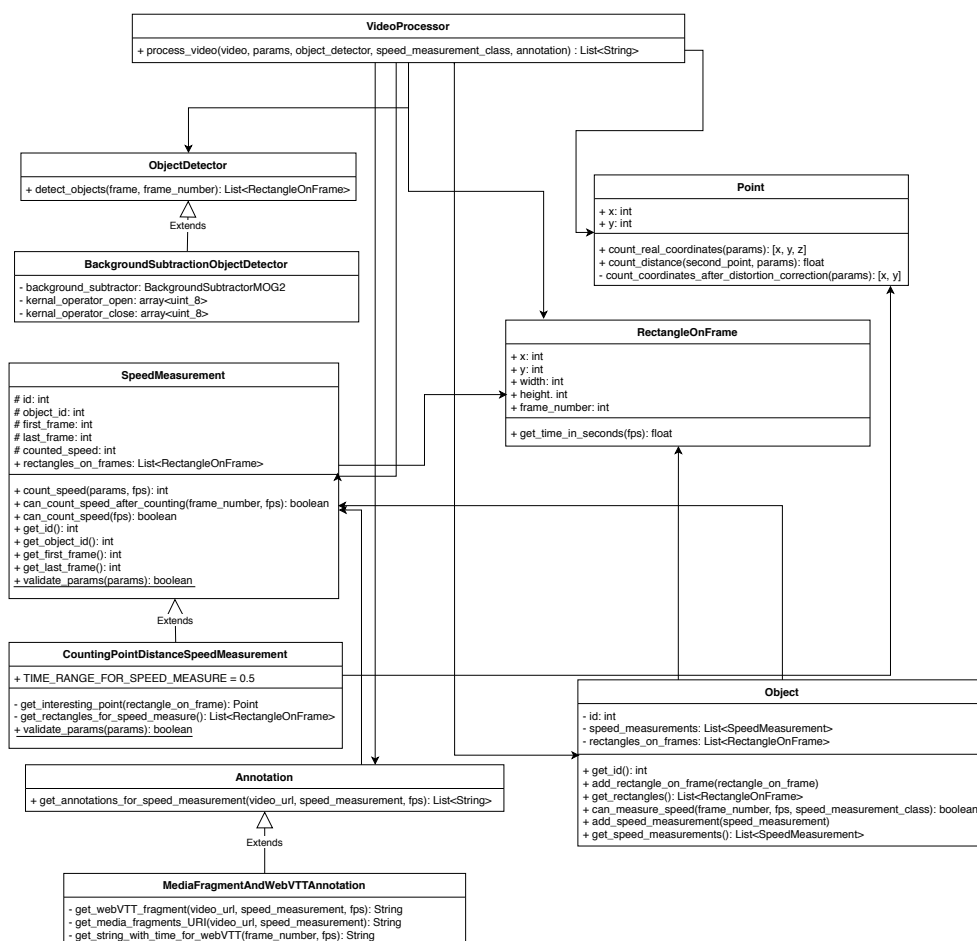 VideoProcessor
+ process_video(video, params, object_detector, speed_measurement_class, annotation) : List<String>
ObjectDetector
+ detect_objects(frame, frame_number): List<RectangleOnFrame>
Extends
BackgroundSubtractionObjectDetector
- background_subtractor: BackgroundSubtractorMOG2
- kernal_operator_open: array<uint_8>
- kernal_operator_close: array<uint_8>
Point
+ x: int
+ y: int
+ count_real_coordinates(params): [x, y, z]
+ count_distance(second_point, params): float
- count_coordinates_after_distortion_correction(params): [x, y]
RectangleOnFrame
+ x: int
+ y: int
+ width: int
+ height. int
+ frame_number: int
+ get_time_in_seconds(fps): float
SpeedMeasurement
# id: int
# object_id: int
# first_frame: int
# last_frame: int
# counted_speed: int
+ rectangles_on_frames: List<RectangleOnFrame>
+ count_speed(params, fps): int
+ can_count_speed_after_counting(frame_number, fps): boolean
+ can_count_speed(fps): boolean
+ get_id(): int
+ get_object_id(): int
+ get_first_frame(): int
+ get_last_frame(): int
+ validate_params(params): boolean
Extends
CountingPointDistanceSpeedMeasurement
+ TIME_RANGE_FOR_SPEED_MEASURE = 0.5
- get_interesting_point(rectangle_on_frame): Point
- get_rectangles_for_speed_measure(): List<RectangleOnFrame>
+ validate_params(params): boolean
Object
- id: int
- speed_measurements: List<SpeedMeasurement>
- rectangles_on_frames: List<RectangleOnFrame>
+ get_id(): int
+ add_rectangle_on_frame(rectangle_on_frame)
+ get_rectangles(): List<RectangleOnFrame>
+ can_measure_speed(frame_number, fps, speed_measurement_class): boolean
+ add_speed_measurement(speed_measurement)
+ get_speed_measurements(): List<SpeedMeasurement>
Annotation
+ get_annotations_for_speed_measurement(video_url, speed_measurement, fps): List<String>
Extends
MediaFragmentAndWebVTTAnnotation
- get_webVTT_fragment(video_url, speed_measurement, fps): String
- get_media_fragments_URI(video_url, speed_measurement): String
- get_string_with_time_for_webVTT(frame_number, fps): String